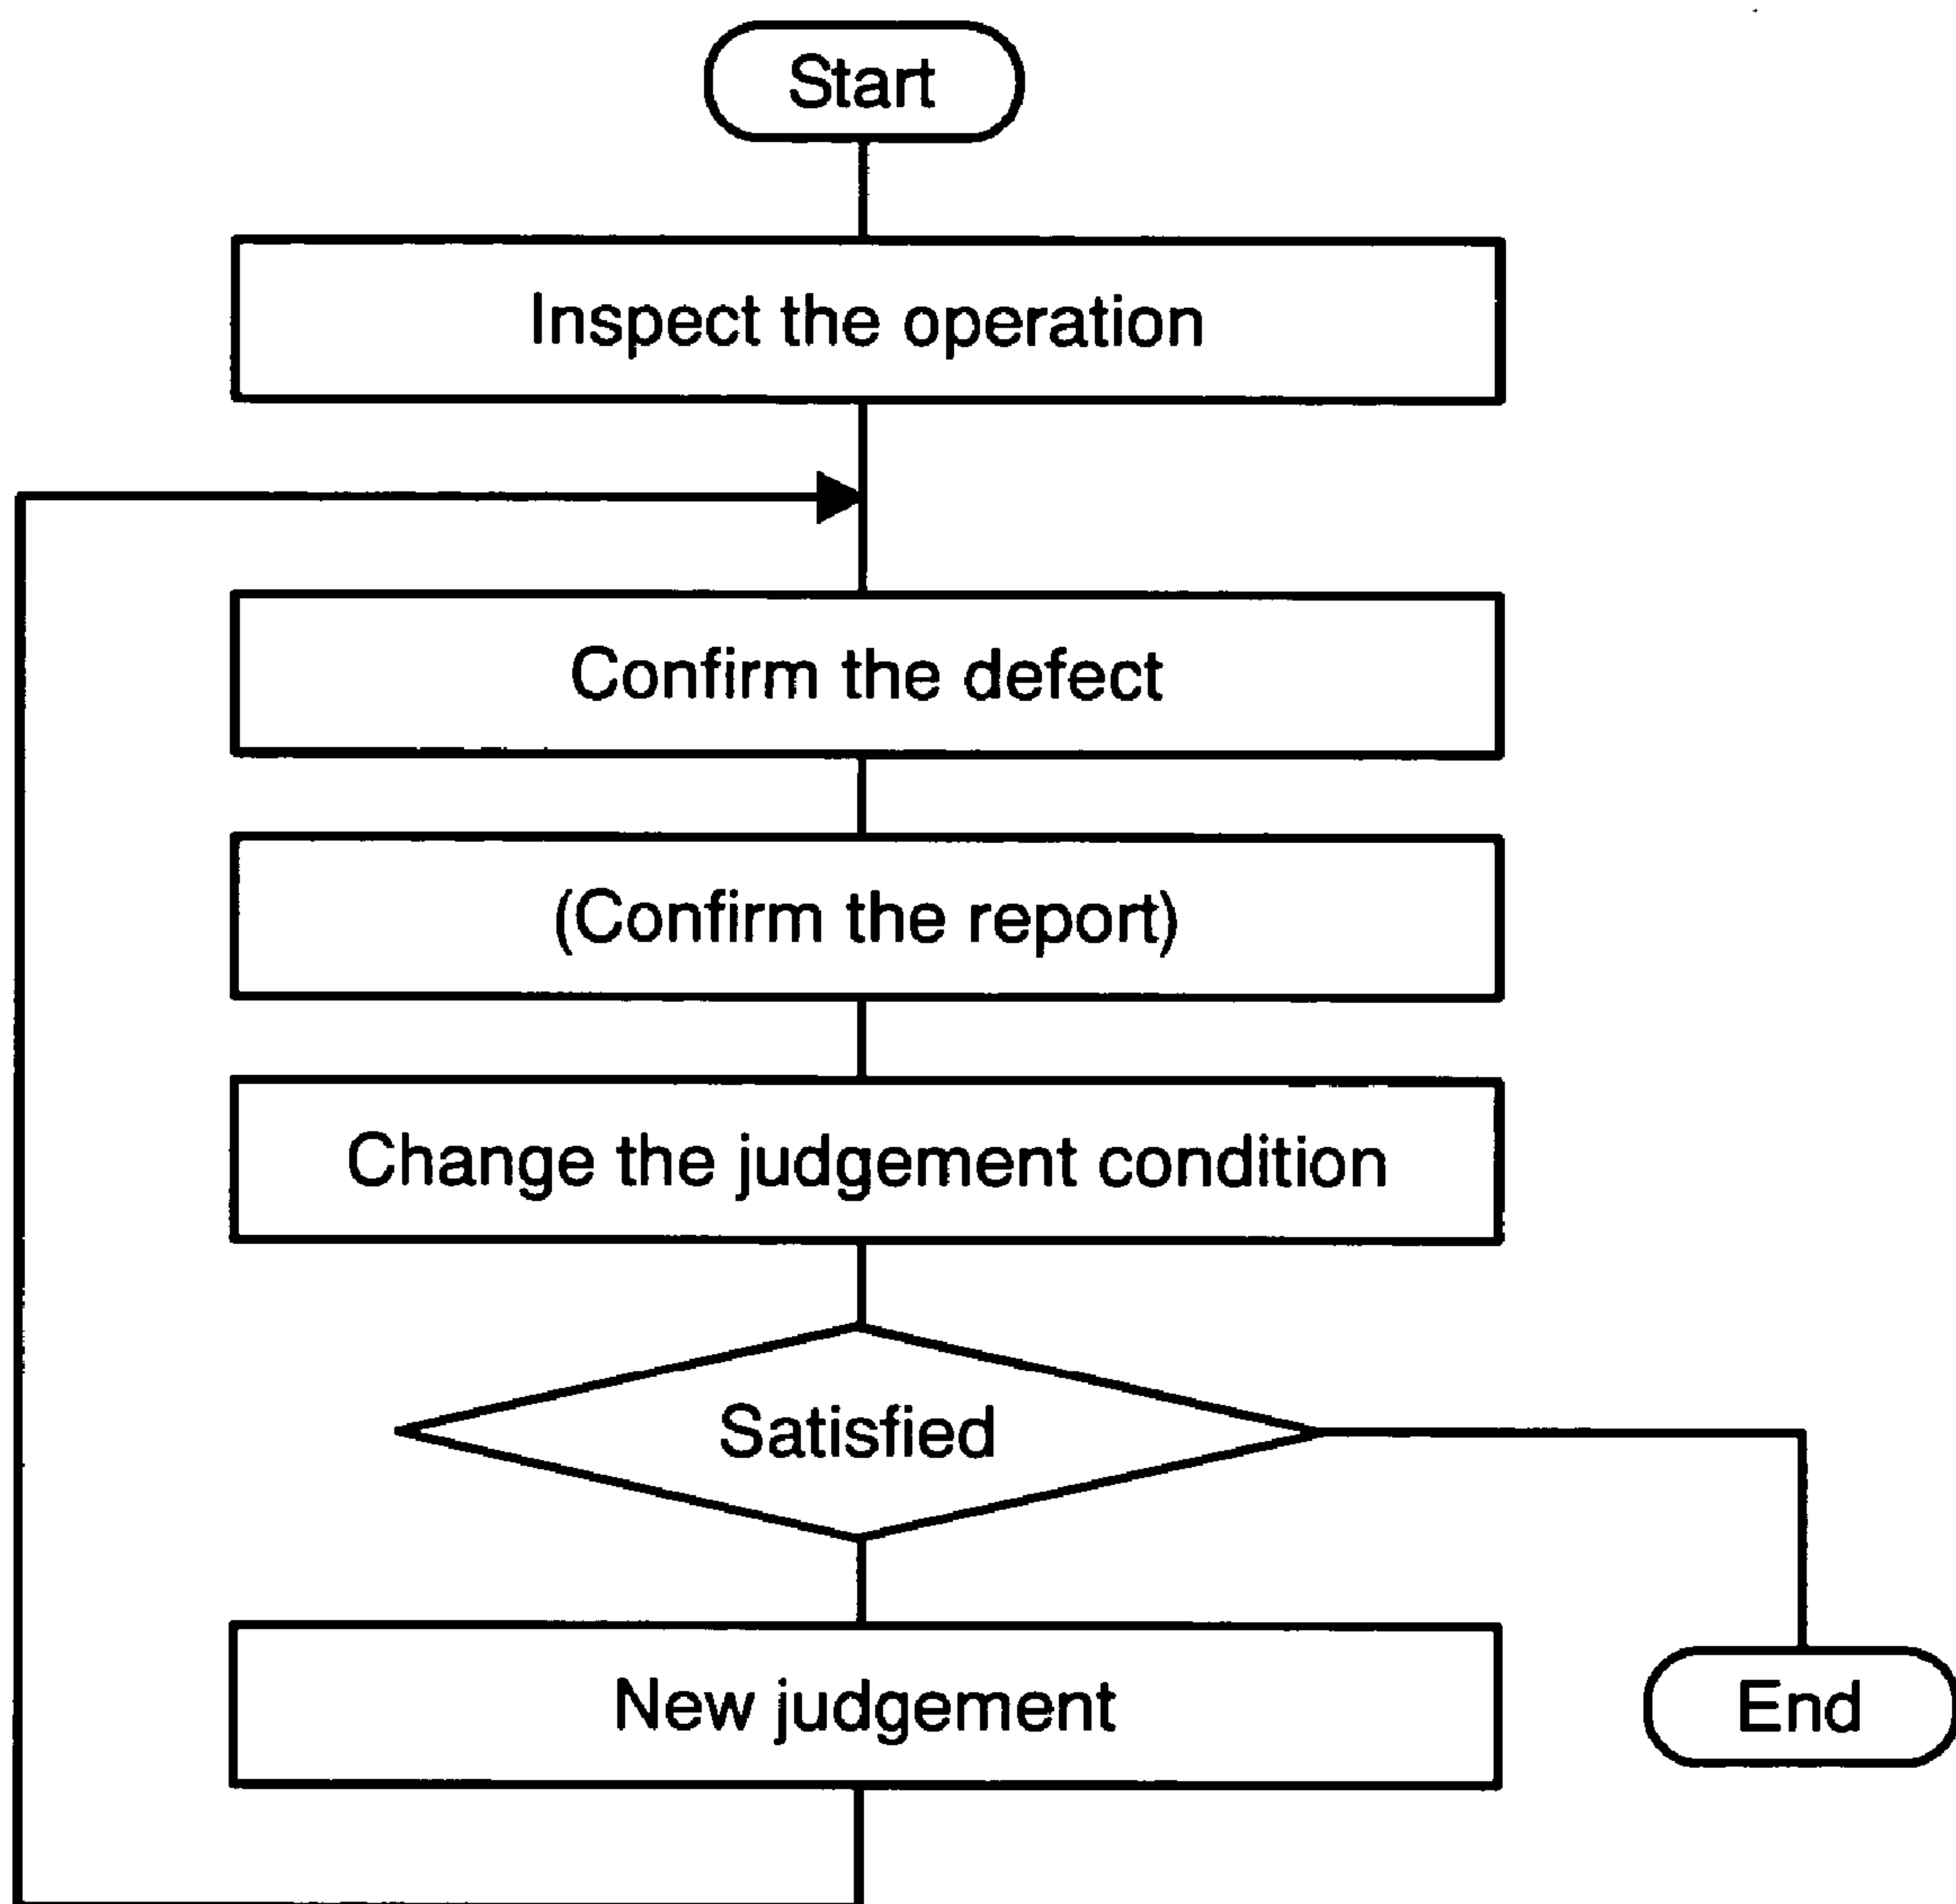 Start
Inspect the operation
Confirm the defect
(Confirm the report)
Change the judgement condition
Satisfied
New judgement
End